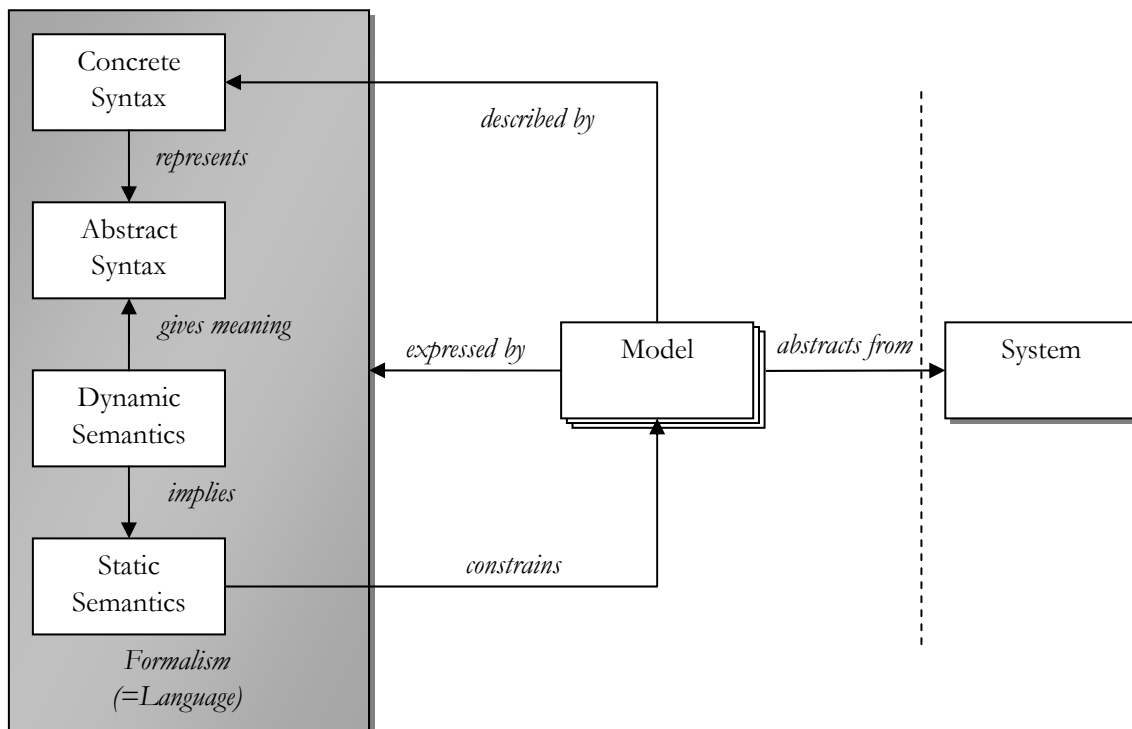 Concrete
Syntax
described by
represents
Abstract
Syntax
gives meaning
expressed by
Model
abstracts from
System
Dynamic
Semantics
implies
Static
Semantics
constrains
Formalism
(=Language)